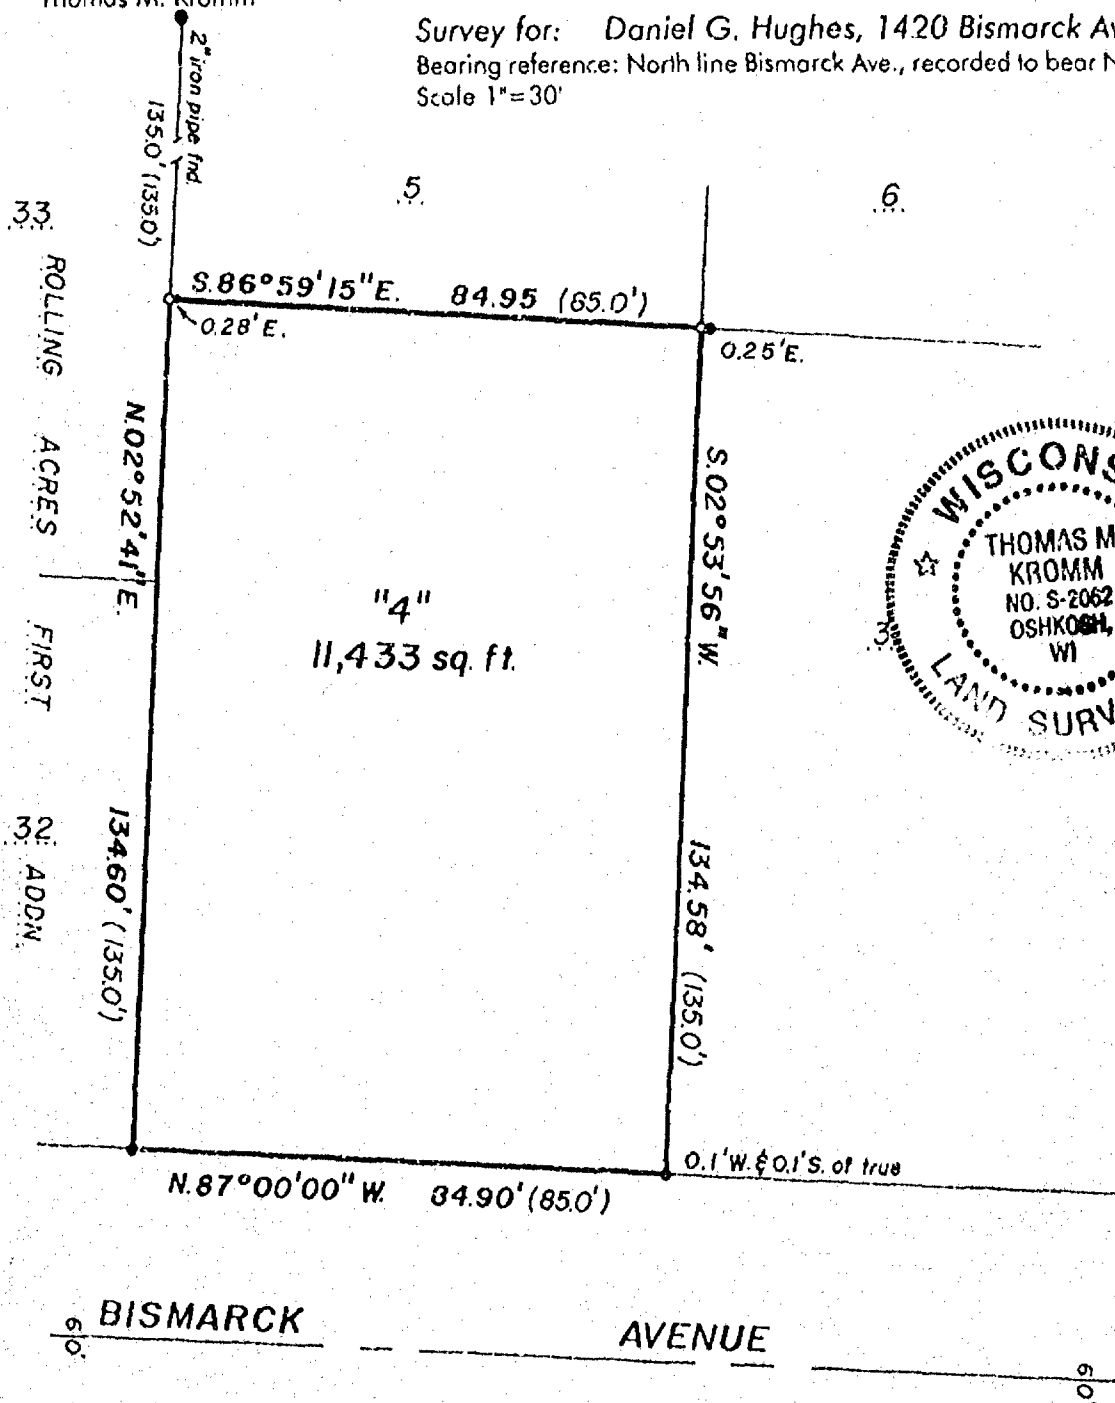 Thomas M. Kromm
Survey for: Daniel G. Hughes, 1420 Bismarck
Bearing reference: North line Bismarck Ave., recorded to bear
Scale 1"=30'
2" iron pipe fnd.
135.0' (135.0')
33
5
6
S.86°59'15"E. 84.95 (85.0')
0.28'E.
0.25'E.
ROLLING ACRES
N.02°52'41"E.
S.02°53'56"W.
"4"
11,433 sq. ft.
3
THOMAS M
KROMM
NO. S-2062
OSHKOSH,
WI
LAND
FIRST ADDN.
32
134.60' (135.0')
134.58' (135.0')
0.1'W. & 0.1'S. of true
N.87°00'00"W. 84.90' (85.0')
BISMARCK AVENUE
60'
60